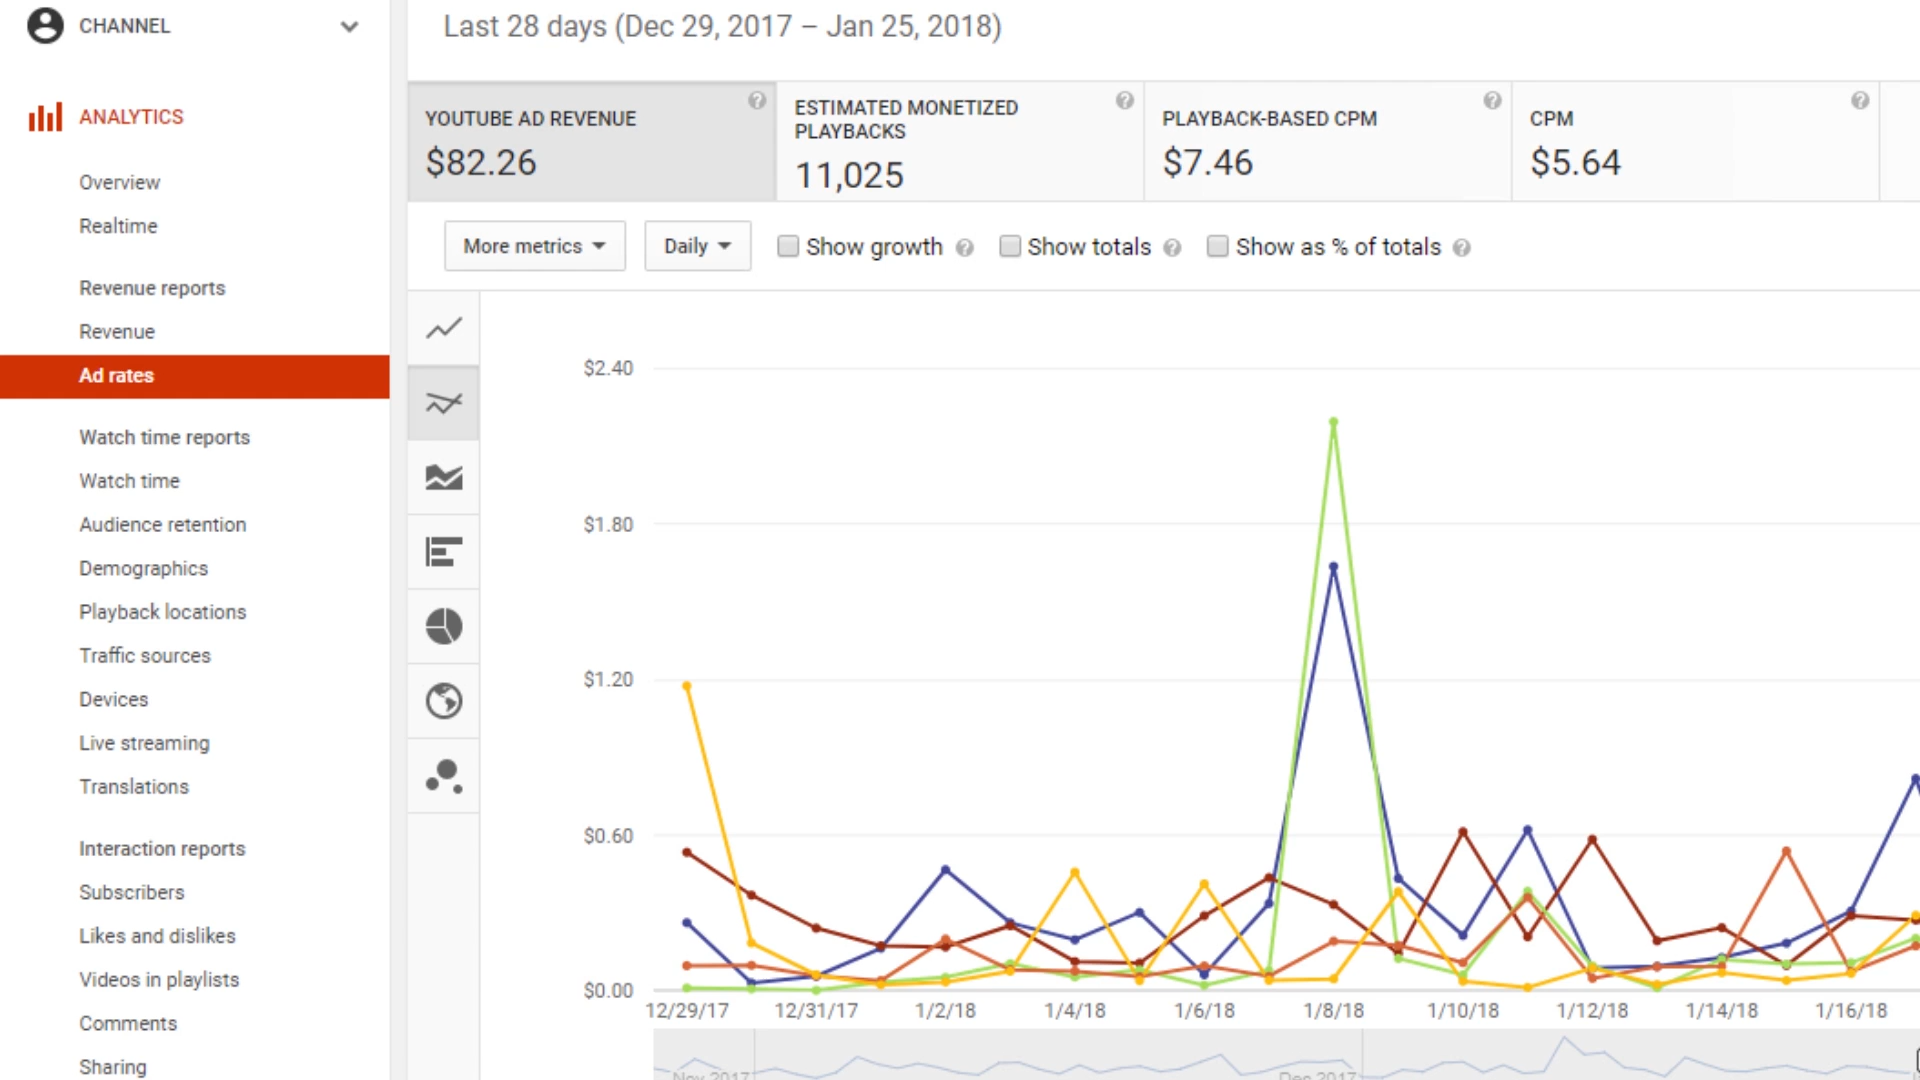 CHANNEL
Last 28 days (Dec 29, 2017 – Jan 25, 2018)
ANALYTICS
Overview
Realtime
Revenue reports
Revenue
Ad rates
Watch time reports
Watch time
Audience retention
Demographics
Playback locations
Traffic sources
Devices
Live streaming
Translations
Interaction reports
Subscribers
Likes and dislikes
Videos in playlists
Comments
Sharing
YOUTUBE AD REVENUE ?
$82.26
ESTIMATED MONETIZED ?
PLAYBACKS
11,025
PLAYBACK-BASED CPM ?
$7.46
CPM ?
$5.64
More metrics
Daily
Show growth ?
Show totals ?
Show as % of totals ?
$2.40
$1.80
$1.20
$0.60
$0.00
12/29/17 12/31/17 1/2/18 1/4/18 1/6/18 1/8/18 1/10/18 1/12/18 1/14/18 1/16/18
Nov 2017 Dec 2017